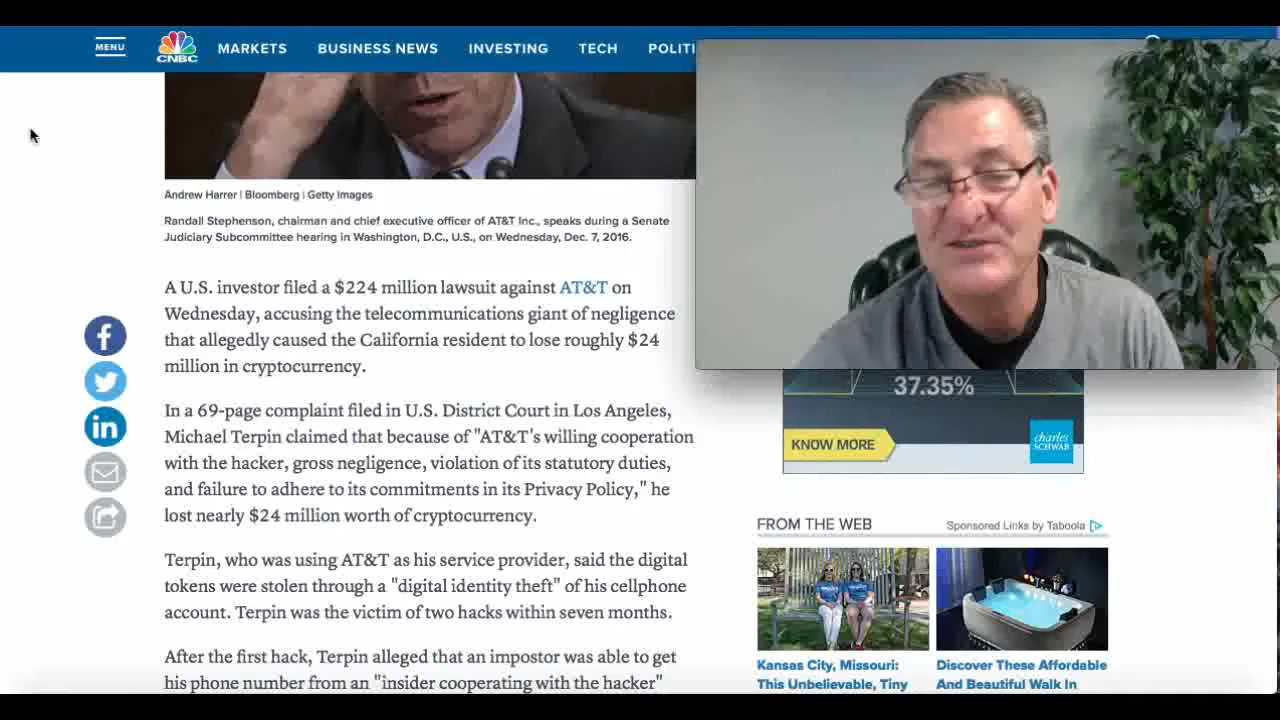 MENU
CNBC
MARKETS BUSINESS NEWS INVESTING TECH POLITI
Andrew Harrer | Bloomberg | Getty Images
Randall Stephenson, chairman and chief executive officer of AT&T Inc., speaks during a Senate
Judiciary Subcommittee hearing in Washington, D.C., U.S., on Wednesday, Dec. 7, 2016.
A U.S. investor filed a $224 million lawsuit against AT&T on
Wednesday, accusing the telecommunications giant of negligence
that allegedly caused the California resident to lose roughly $24
million in cryptocurrency.
In a 69-page complaint filed in U.S. District Court in Los Angeles,
Michael Terpin claimed that because of "AT&T's willing cooperation
with the hacker, gross negligence, violation of its statutory duties,
and failure to adhere to its commitments in its Privacy Policy," he
lost nearly $24 million worth of cryptocurrency.
Terpin, who was using AT&T as his service provider, said the digital
tokens were stolen through a "digital identity theft" of his cellphone
account. Terpin was the victim of two hacks within seven months.
After the first hack, Terpin alleged that an impostor was able to get
his phone number from an "insider cooperating with the hacker"
37.35%
KNOW MORE
charles
SCHWAB
FROM THE WEB
Sponsored Links by Taboola
Kansas City, Missouri:
This Unbelievable, Tiny
Discover These Affordable
And Beautiful Walk In